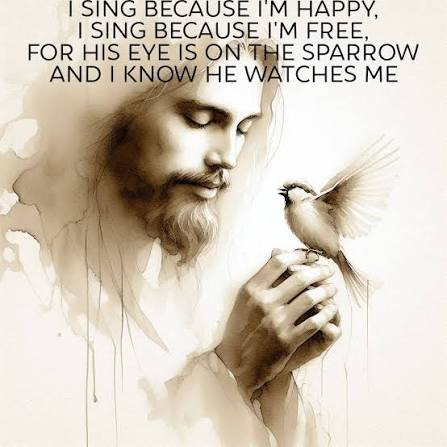 I SING BECAUSE I'M HAPPY,
I SING BECAUSE I'M FREE,
FOR HIS EYE IS ON THE SPARROW
AND I KNOW HE WATCHES ME